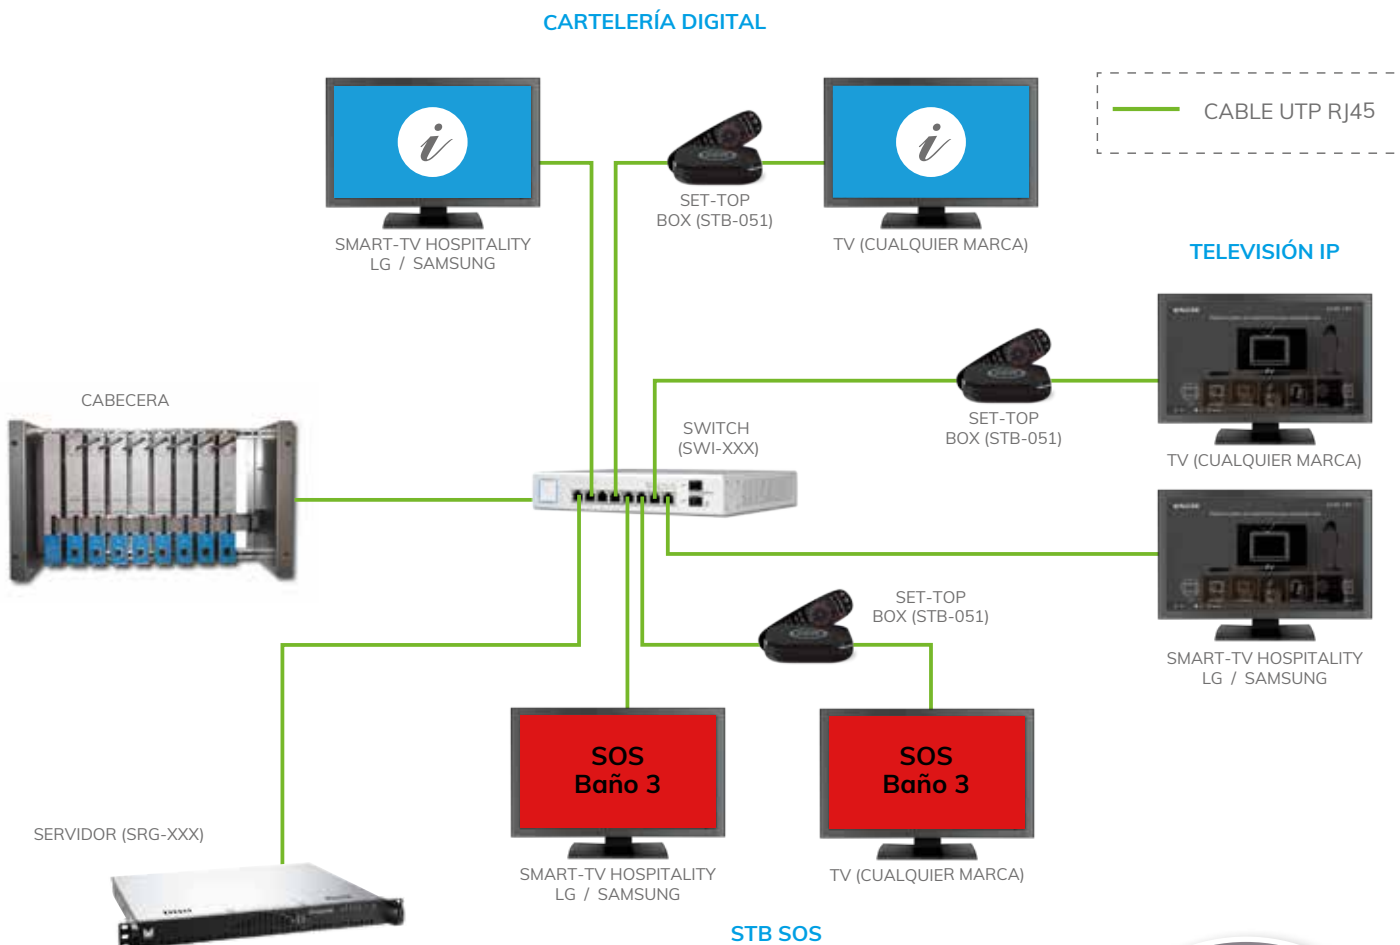 CARTELERÍA DIGITAL
CABLE UTP RJ45
SET-TOP
BOX (STB-051)
SMART-TV HOSPITALITY
LG / SAMSUNG
TV (CUALQUIER MARCA)
TELEVISIÓN IP
CABECERA
SWITCH
(SWI-XXX)
SET-TOP
BOX (STB-051)
TV (CUALQUIER MARCA)
SET-TOP
BOX (STB-051)
SMART-TV HOSPITALITY
LG / SAMSUNG
SOS
Baño 3
SOS
Baño 3
SERVIDOR (SRG-XXX)
SMART-TV HOSPITALITY
LG / SAMSUNG
TV (CUALQUIER MARCA)
STB SOS